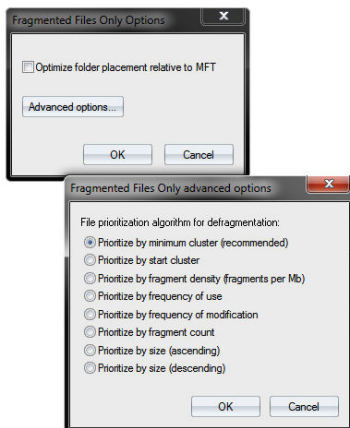 Fragmented Files Only Options
x
Optimize folder placement relative to MFT
Advanced options...
OK Cancel
Fragmented Files Only advanced options
x
File prioritization algorithm for defragmentation:
Prioritize by minimum cluster (recommended)
Prioritize by start cluster
Prioritize by fragment density (fragments per Mb)
Prioritize by frequency of use
Prioritize by frequency of modification
Prioritize by fragment count
Prioritize by size (ascending)
Prioritize by size (descending)
OK Cancel